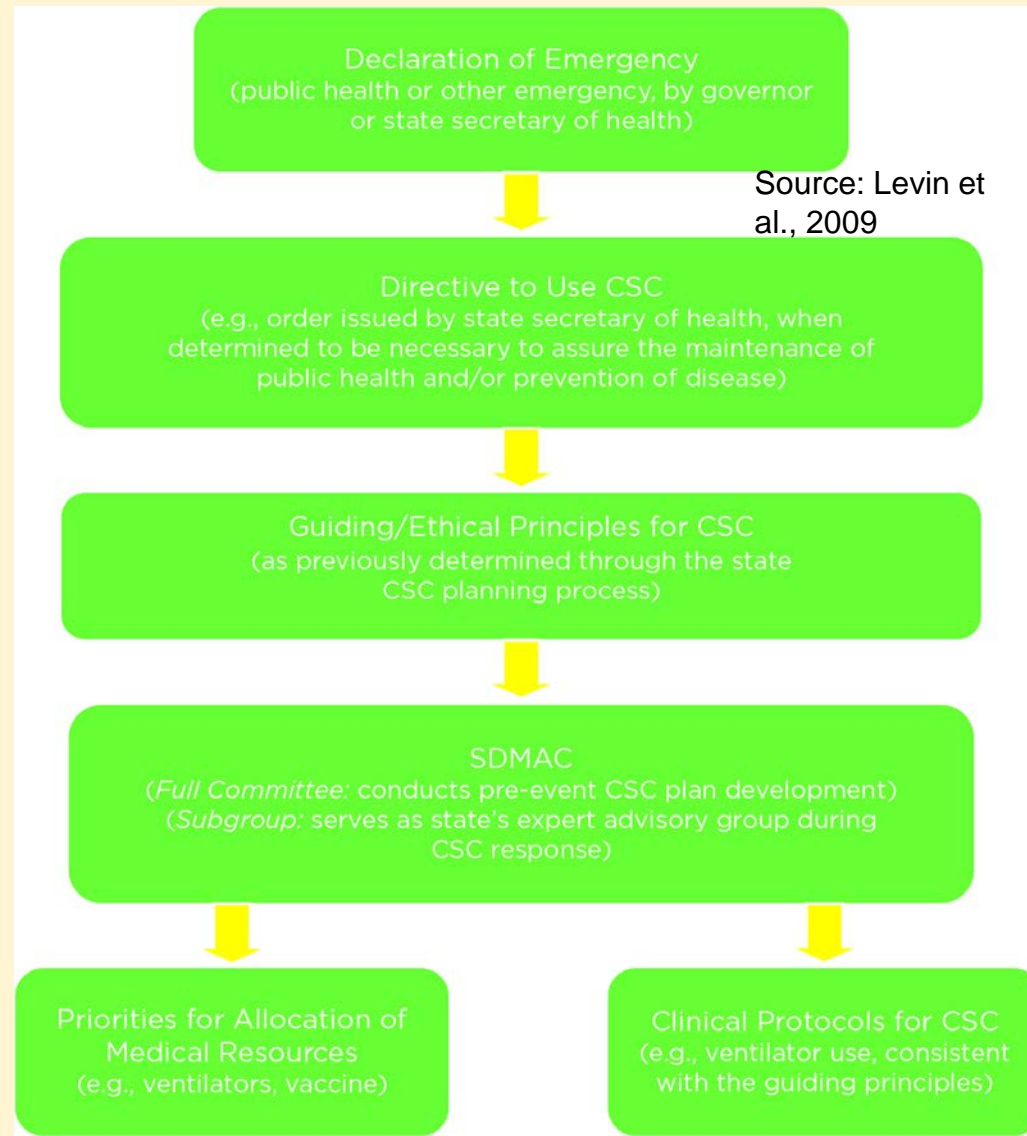 Declaration of Emergency
(public health or other emergency, by governor
or state secretary of health)
Source: Levin et
al., 2009
Directive to Use CSC
(e.g., order issued by state secretary of health, when
determined to be necessary to assure the maintenance of
public health and/or prevention of disease)
Guiding/Ethical Principles for CSC
(as previously determined through the state
CSC planning process)
SDMAC
(Full Committee: conducts pre-event CSC plan development)
(Subgroup: serves as state's expert advisory group during
CSC response)
Priorities for Allocation of
Medical Resources
(e.g., ventilators, vaccine)
Clinical Protocols for CSC
(e.g., ventilator use, consistent
with the guiding principles)